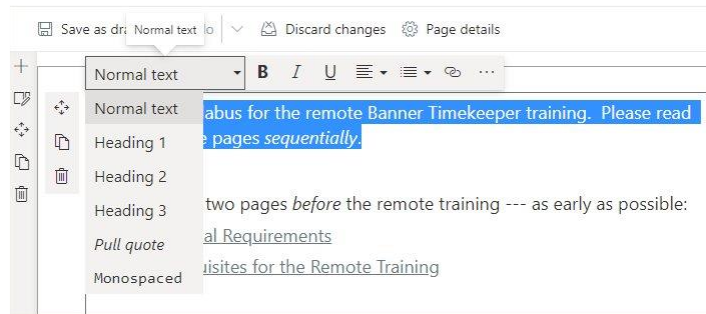 Save as dra Normal text lo Discard changes Page details
Normal text B I U ...
Normal text
Heading 1
Heading 2
Heading 3
Pull quote
Monospaced
abus for the remote Banner Timekeeper training. Please read
e pages sequentially.
two pages before the remote training --- as early as possible:
al Requirements
uisites for the Remote Training